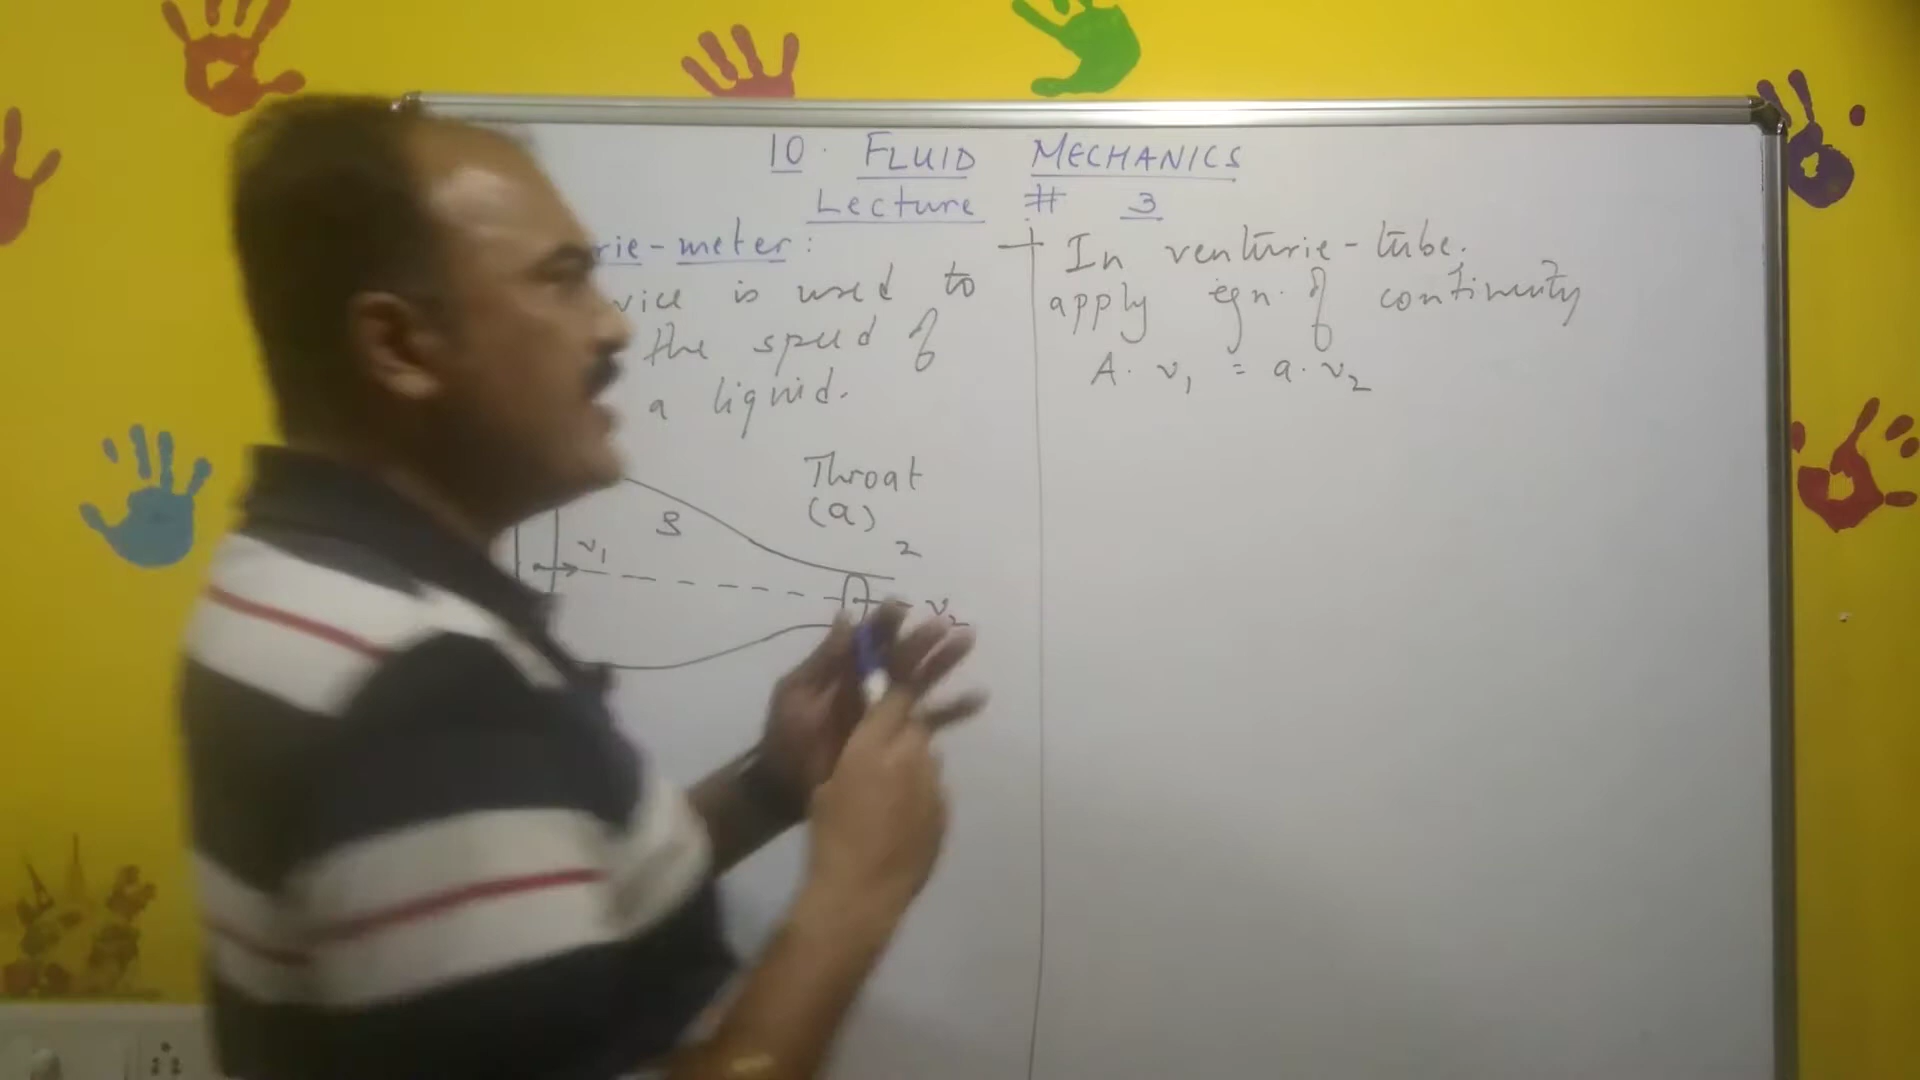 10. FLUID MECHANICS
Lecture # 3
rie-meter:
vice is used to
the speed of
a liquid.
Throat
(a)
2
v₁
v₂
In venturie-tube.
apply eqn. of continuity
A. v₁ = a. v₂